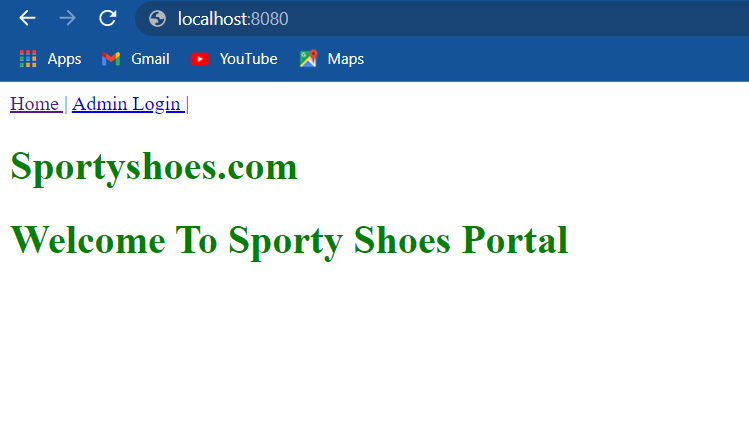 localhost:8080
Apps Gmail YouTube Maps
Home | Admin Login |
Sportyshoes.com
Welcome To Sporty Shoes Portal